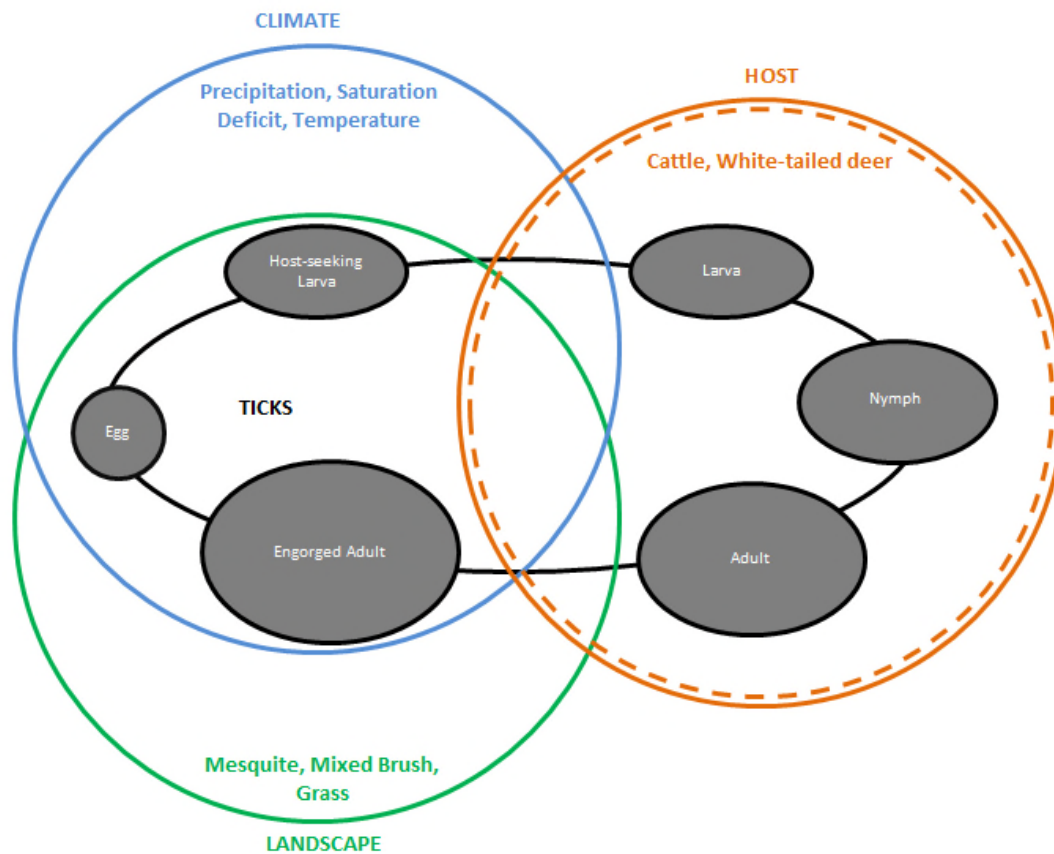 CLIMATE
Precipitation, Saturation
Deficit, Temperature
HOST
Cattle, White-tailed deer
Host-seeking
Larva
Larva
Nymph
TICKS
Egg
Engorged Adult
Adult
Mesquite, Mixed Brush,
Grass
LANDSCAPE